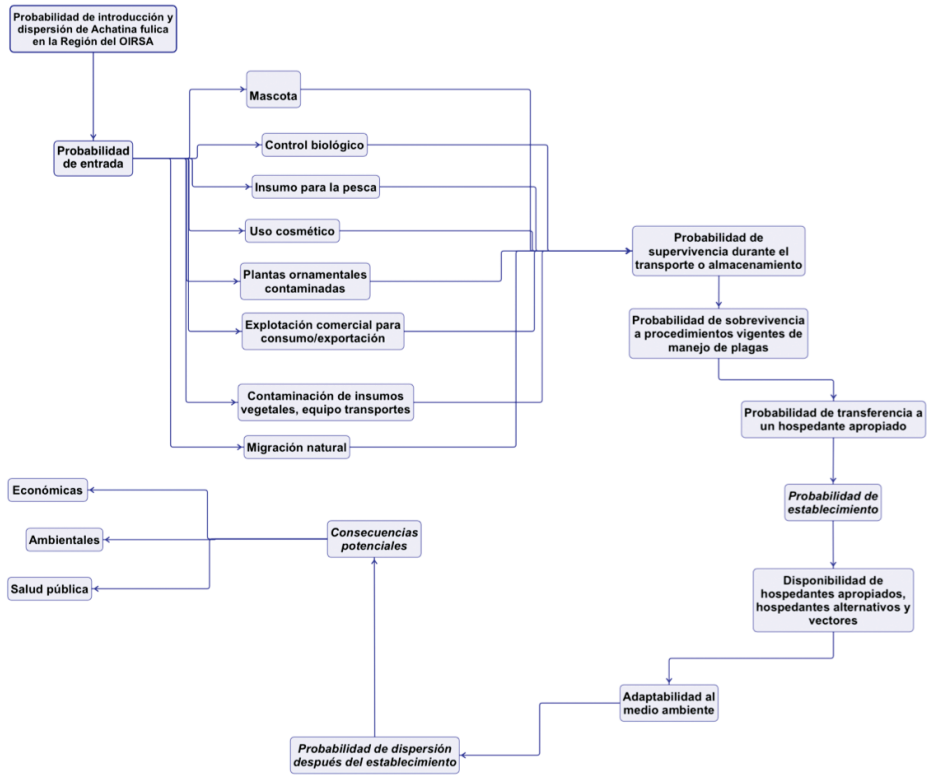 Probabilidad de introducción y
dispersión de Achatina fulica
en la Región del OIRSA
Probabilidad
de entrada
Mascota
Control biológico
Insumo para la pesca
Uso cosmético
Plantas ornamentales
contaminadas
Explotación comercial para
consumo/exportación
Contaminación de insumos
vegetales, equipo transportes
Migración natural
Probabilidad de
supervivencia durante el
transporte o almacenamiento
Probabilidad de sobrevivencia
a procedimientos vigentes de
manejo de plagas
Probabilidad de transferencia a
un hospedante apropiado
Probabilidad de
establecimiento
Disponibilidad de
hospedantes apropiados,
hospedantes alternativos y
vectores
Adaptabilidad al
medio ambiente
Probabilidad de dispersión
después del establecimiento
Consecuencias
potenciales
Económicas
Ambientales
Salud pública